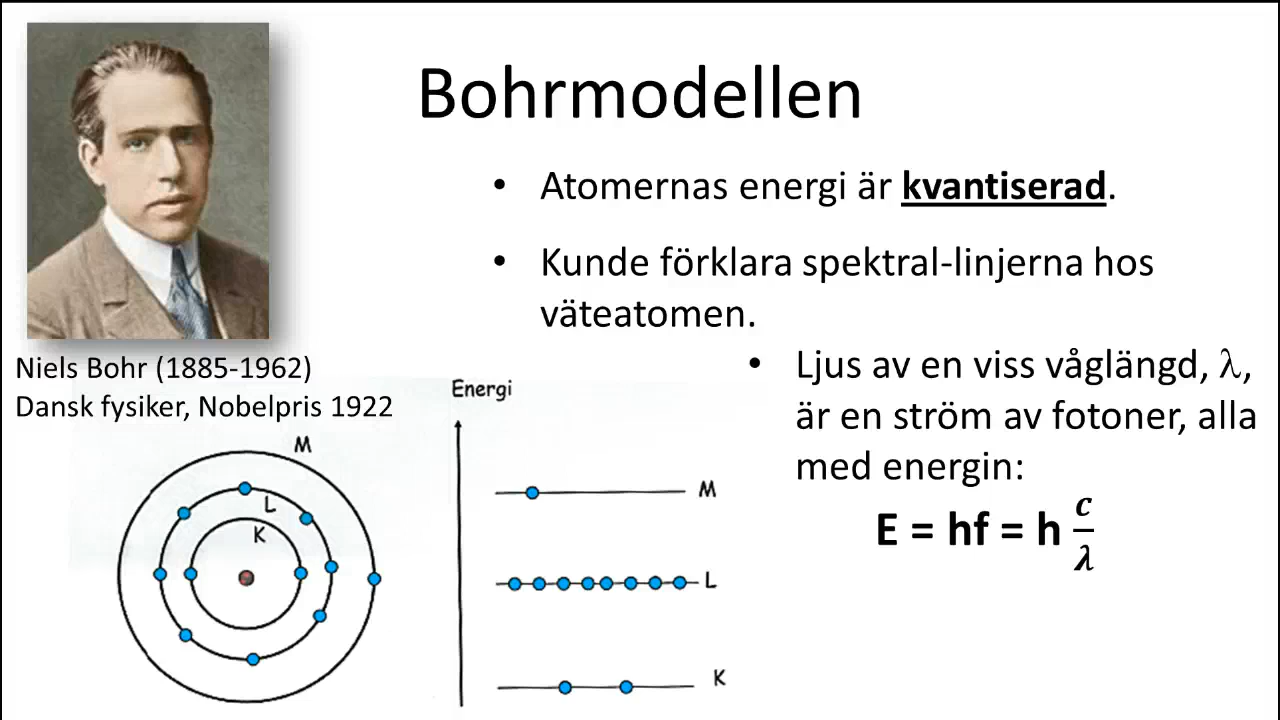 Bohrmodellen
• Atomernas energi är kvantiserad.
• Kunde förklara spektral-linjerna hos
väteatomen.
Niels Bohr (1885-1962)
Dansk fysiker, Nobelpris 1922
• Ljus av en viss våglängd, λ,
är en ström av fotoner, alla
med energin:
E = hf = h c/λ
M
L
K
Energi
M
L
K